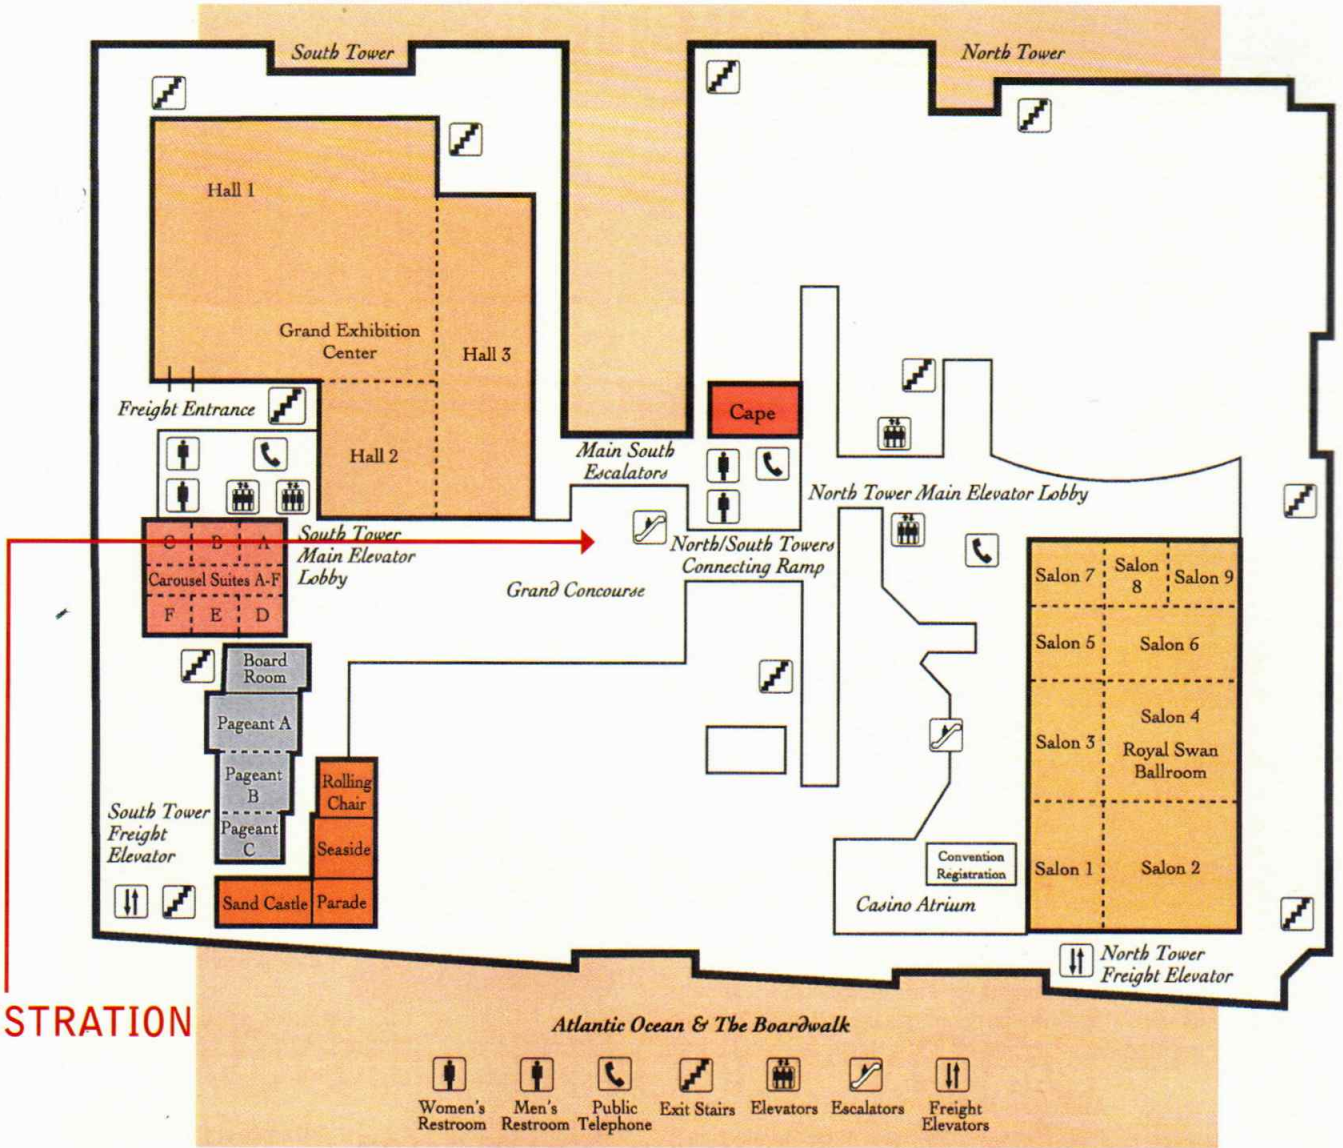 South Tower
North Tower
Hall 1
Grand Exhibition
Center
Hall 3
Freight Entrance
Hall 2
Cape
Main South
Escalators
North Tower Main Elevator Lobby
South Tower
Main Elevator
Lobby
C B A
Carousel Suites A-F
F E D
North/South Towers
Connecting Ramp
Grand Concourse
Salon 7
Salon
8
Salon 9
Salon 5
Salon 6
Salon 3
Salon 4
Royal Swan
Ballroom
Salon 1
Salon 2
Board
Room
Pageant A
Pageant
B
Pageant
C
Rolling
Chair
Seaside
Sand Castle
Parade
South Tower
Freight
Elevator
Convention
Registration
Casino Atrium
North Tower
Freight Elevator
STRATION
Atlantic Ocean & The Boardwalk
Women's
Restroom
Men's
Restroom
Public
Telephone
Exit Stairs
Elevators
Escalators
Freight
Elevators